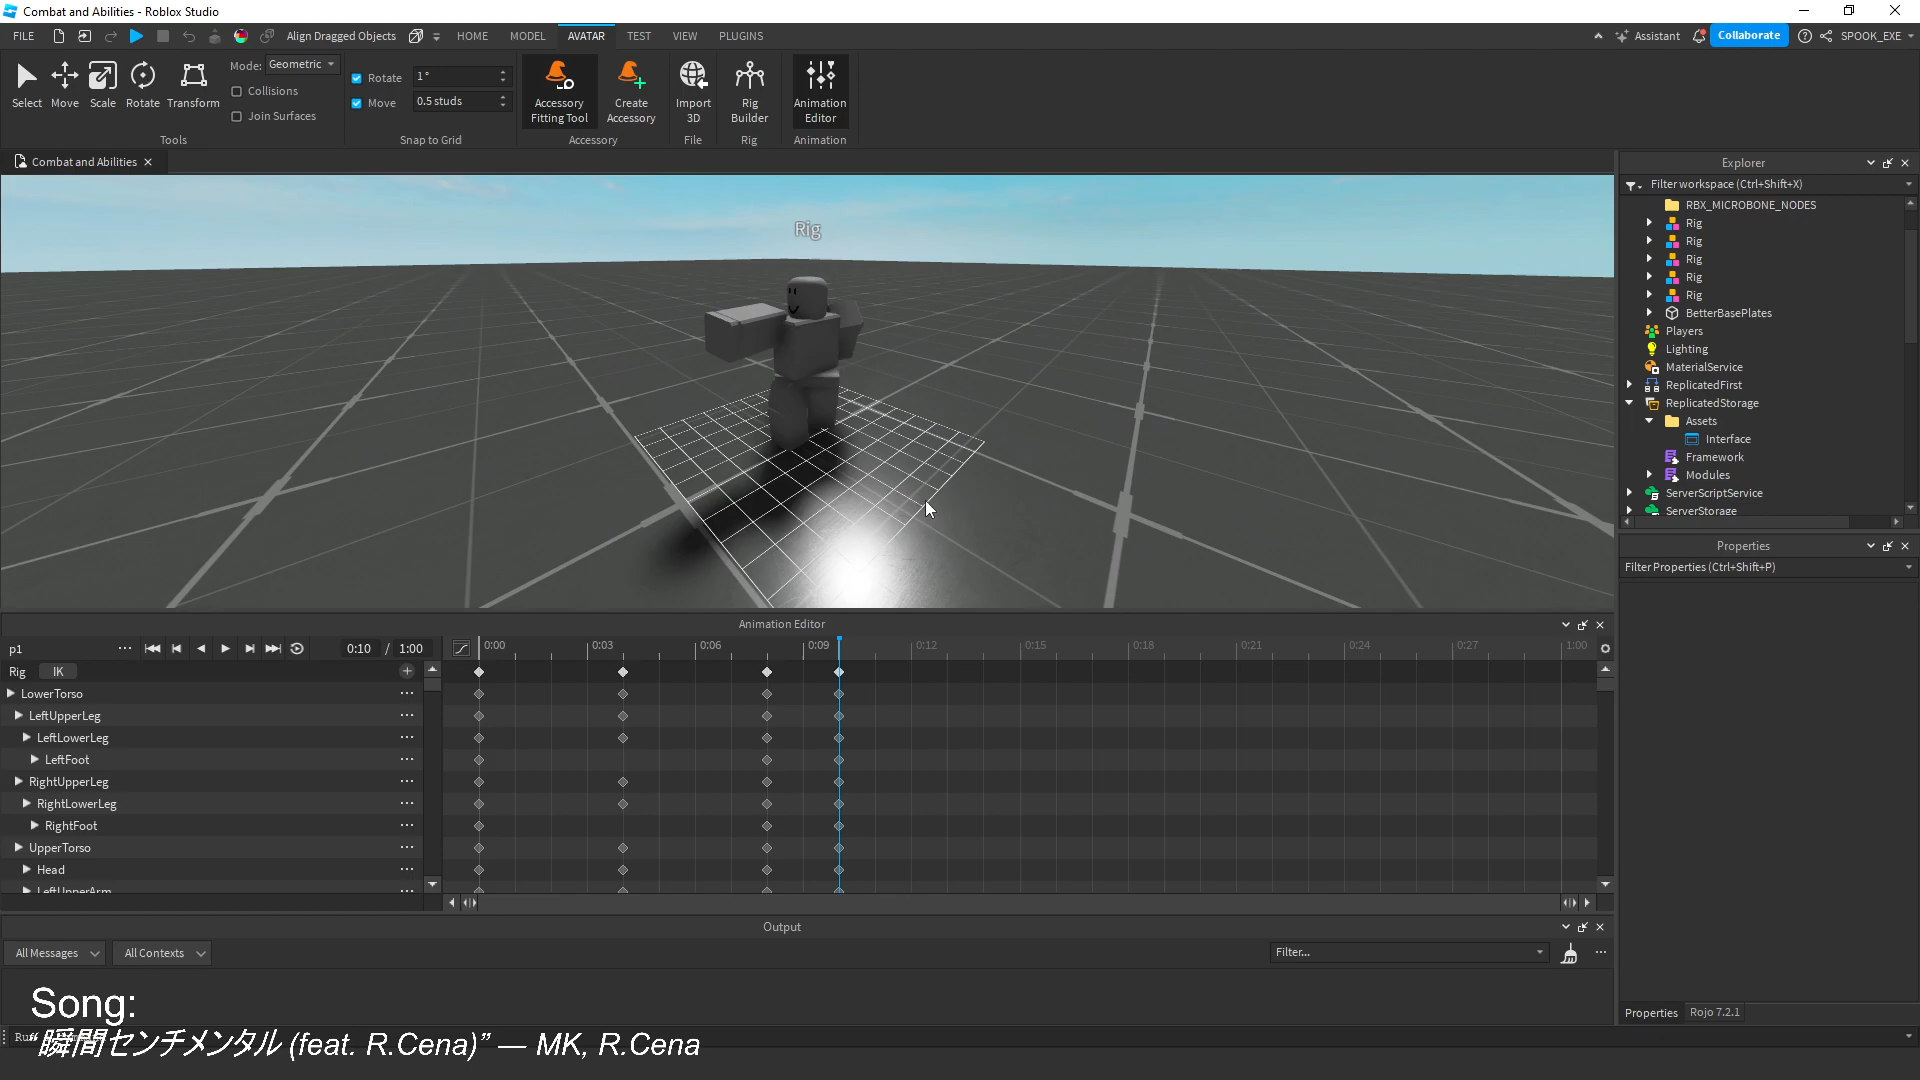 Combat and Abilities - Roblox Studio
FILE
Align Dragged Objects
HOME
MODEL
AVATAR
TEST
VIEW
PLUGINS
Assistant
Collaborate
SPOOK_EXE
Select
Move
Scale
Rotate
Transform
Mode:
Geometric
Collisions
Join Surfaces
Tools
Rotate
1°
Move
0.5 studs
Snap to Grid
Accessory
Fitting Tool
Create
Accessory
Accessory
Import
3D
File
Rig
Builder
Rig
Animation
Editor
Animation
Combat and Abilities
Rig
Explorer
Filter workspace (Ctrl+Shift+X)
RBX_MICROBONE_NODES
Rig
Rig
Rig
Rig
Rig
BetterBasePlates
Players
Lighting
MaterialService
ReplicatedFirst
ReplicatedStorage
Assets
Interface
Framework
Modules
ServerScriptService
ServerStorage
Properties
Filter Properties (Ctrl+Shift+P)
Properties
Rojo 7.2.1
Animation Editor
p1
0:10 / 1:00
0:00
0:03
0:06
0:09
0:12
0:15
0:18
0:21
0:24
0:27
1:00
Rig
IK
LowerTorso
LeftUpperLeg
LeftLowerLeg
LeftFoot
RightUpperLeg
RightLowerLeg
RightFoot
UpperTorso
Head
LeftUpperArm
Output
All Messages
All Contexts
Filter...
Song:
“瞬間センチメンタル (feat. R.Cena)” — MK, R.Cena